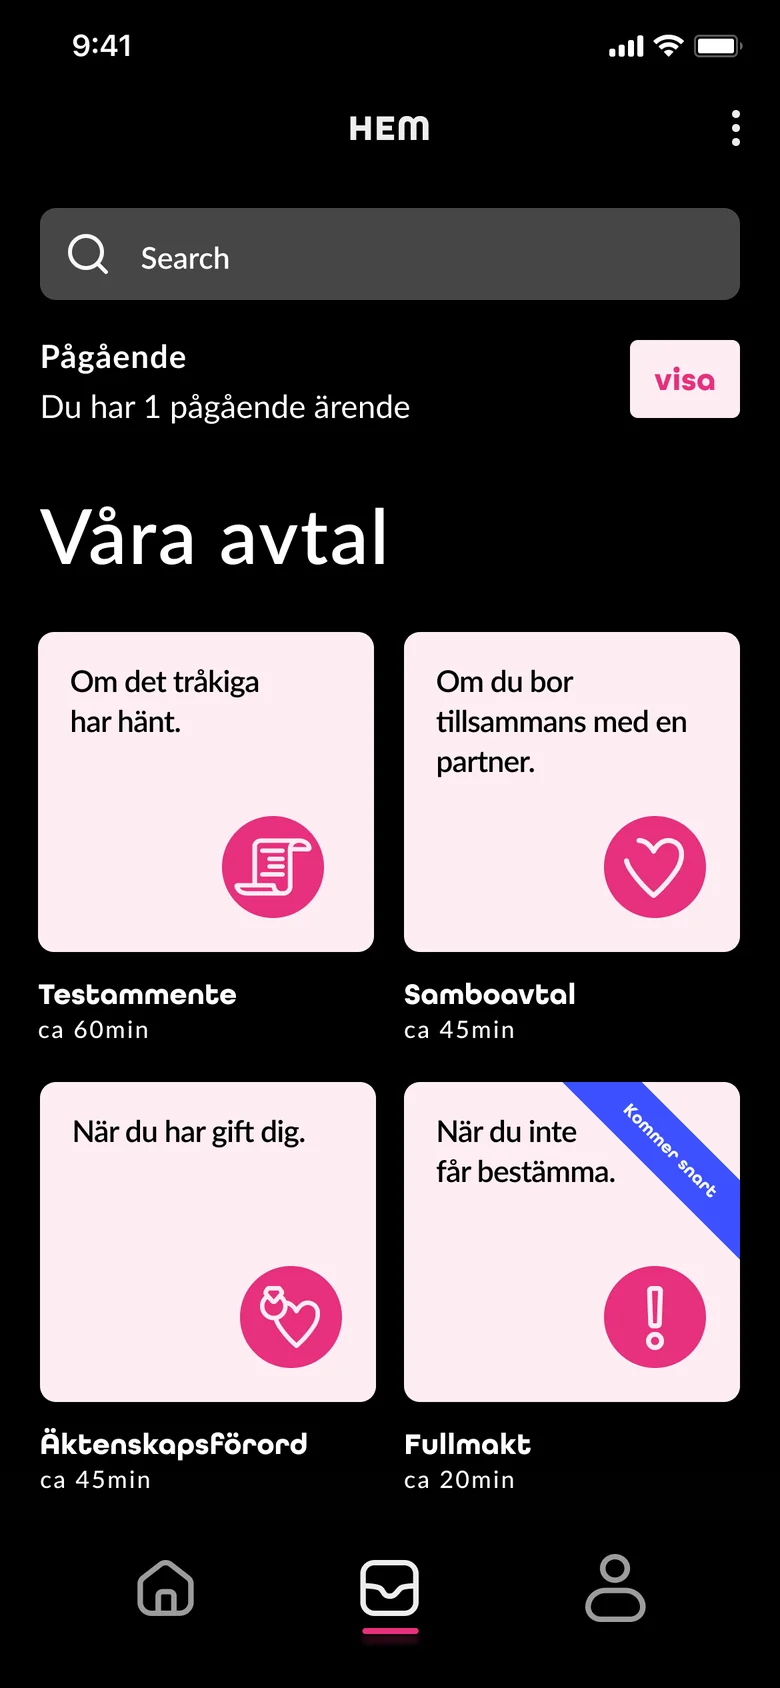 9:41
HEM
Search
Pågående
Du har 1 pågående ärende
visa
Våra avtal
Om det tråkiga
har hänt.
Om du bor
tillsammans med en
partner.
Testammente
ca 60min
Samboavtal
ca 45min
När du har gift dig.
När du inte
får bestämma.
Kommer snart
Äktenskapsförord
ca 45min
Fullmakt
ca 20min